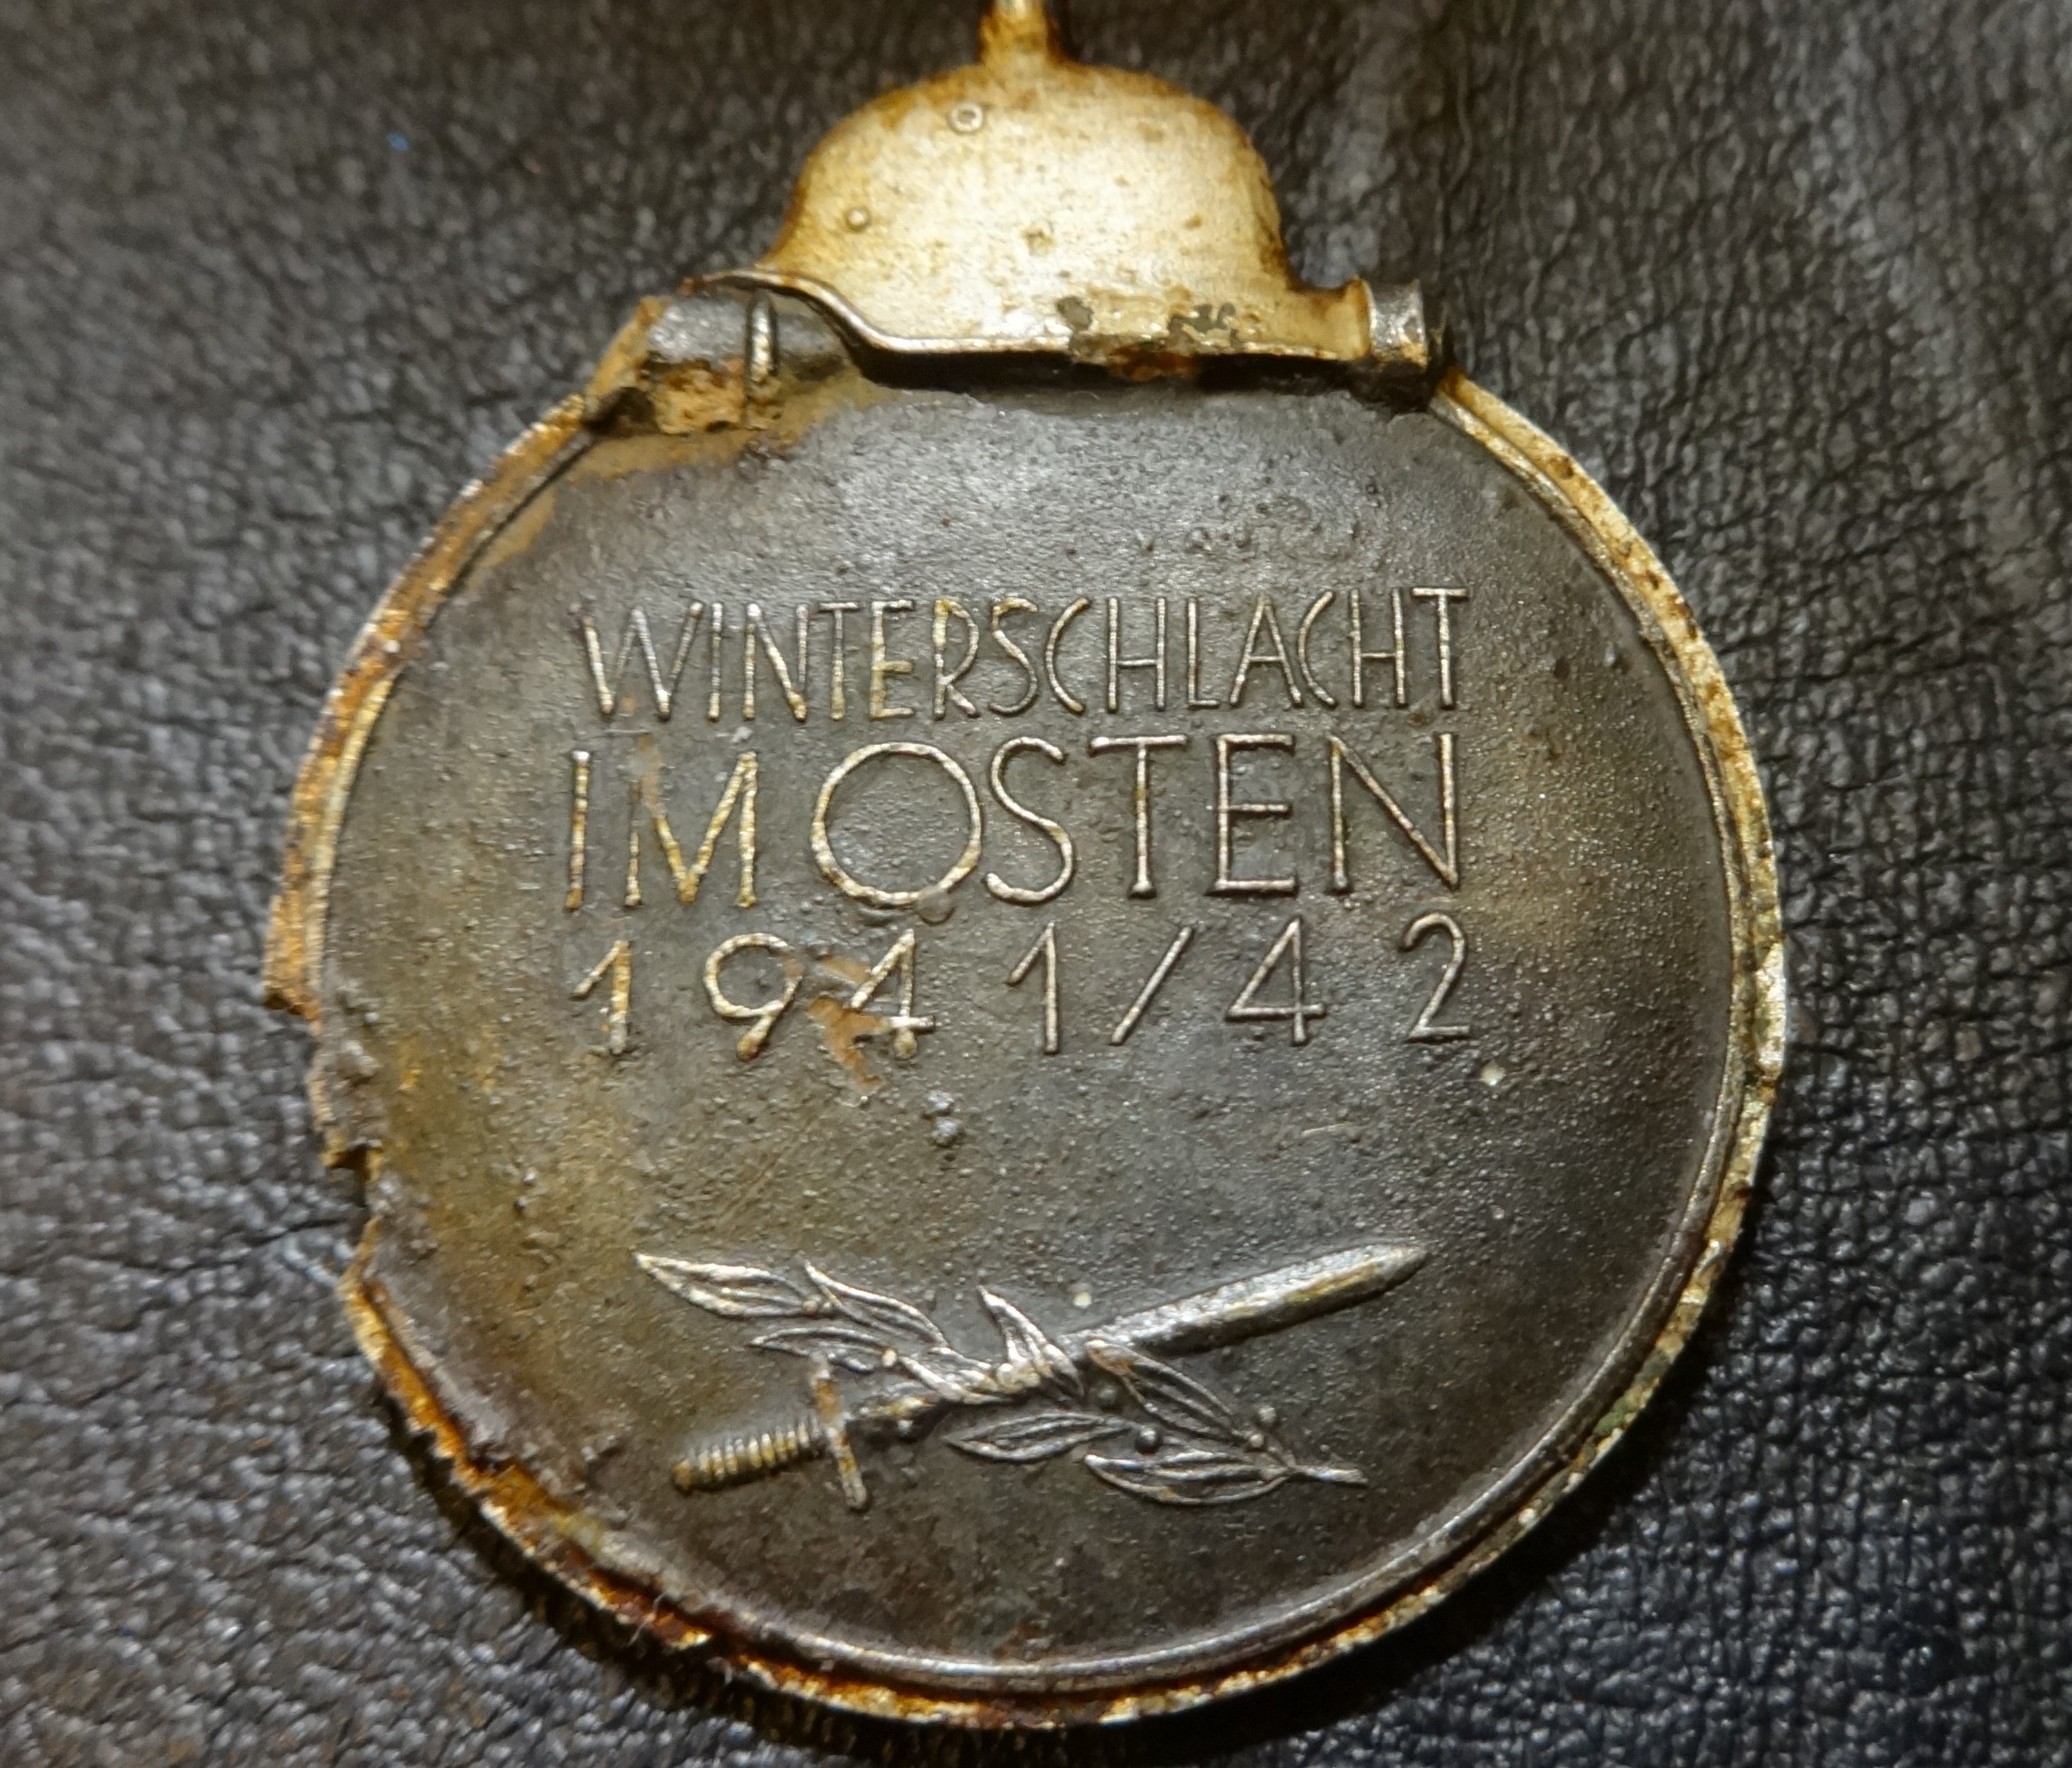 WINTERSCHLACHT
IM OSTEN
1941/42